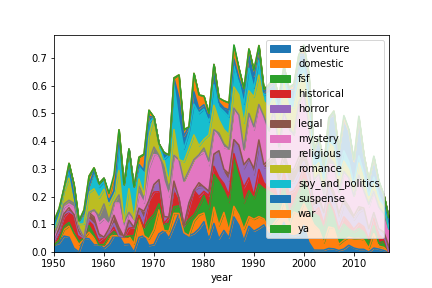 0.7
0.6
0.5
0.4
0.3
0.2
0.1
0.0
1950
1960
1970
1980
1990
2000
2010
year
adventure
domestic
fsf
historical
horror
legal
mystery
religious
romance
spy_and_politics
suspense
war
ya